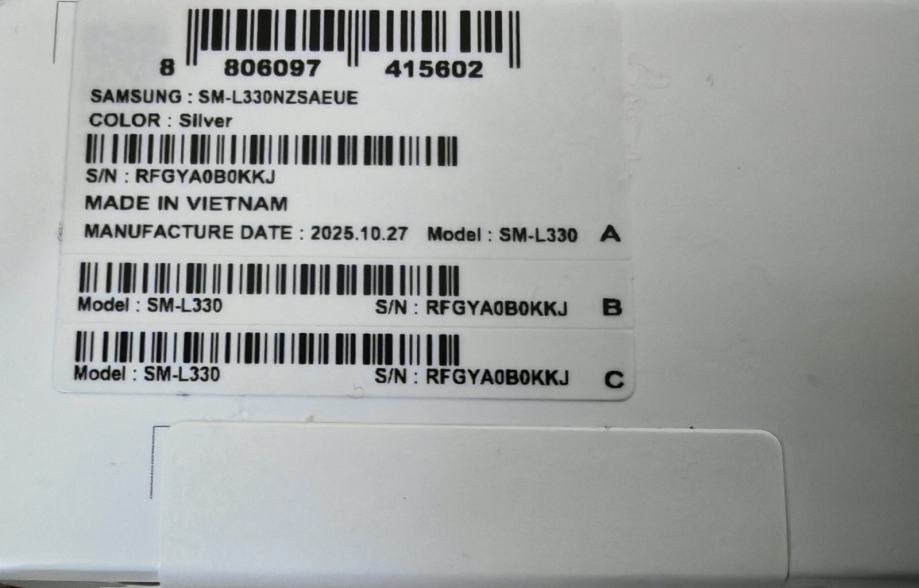 8 806097 415602
SAMSUNG : SM-L330NZSAEUE
COLOR : Silver
S/N : RFGYA0B0KKJ
MADE IN VIETNAM
MANUFACTURE DATE : 2025.10.27 Model : SM-L330 A
Model : SM-L330 S/N : RFGYA0B0KKJ B
Model : SM-L330 S/N : RFGYA0B0KKJ C